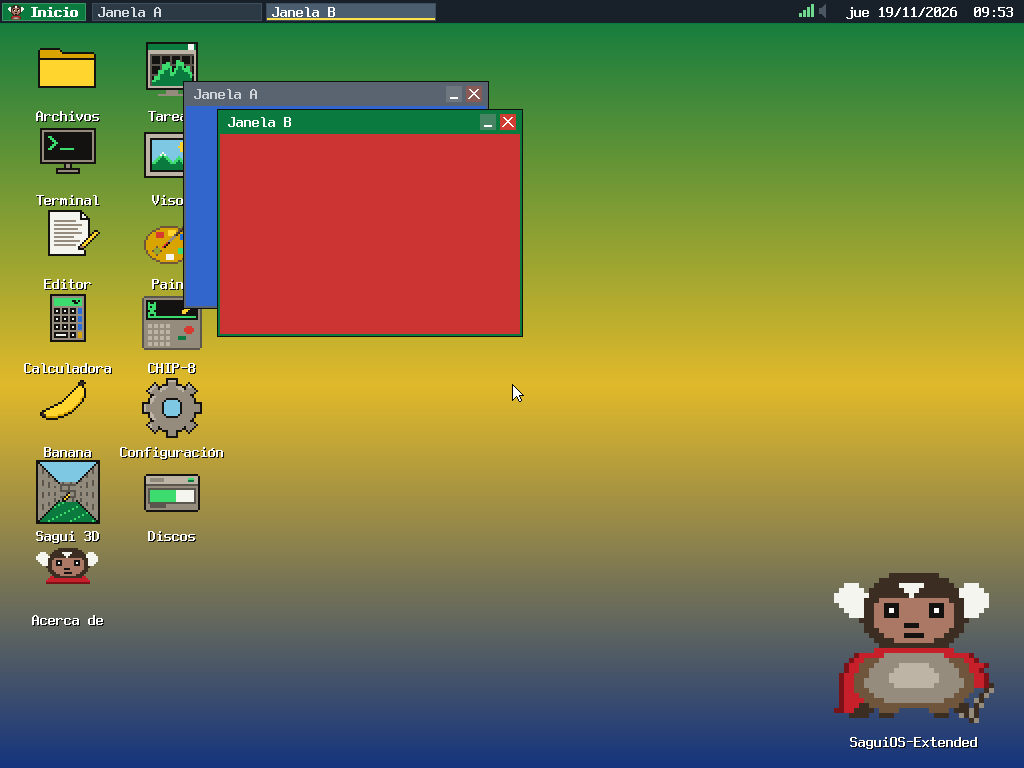 Inicio
Janela A
Janela B
jue 19/11/2026 09:53
Archivos
Terminal
Editor
Calculadora
CHIP-8
Banana
Configuración
Sagui 3D
Discos
Acerca de
Janela A
Janela B
SaguiOS-Extended